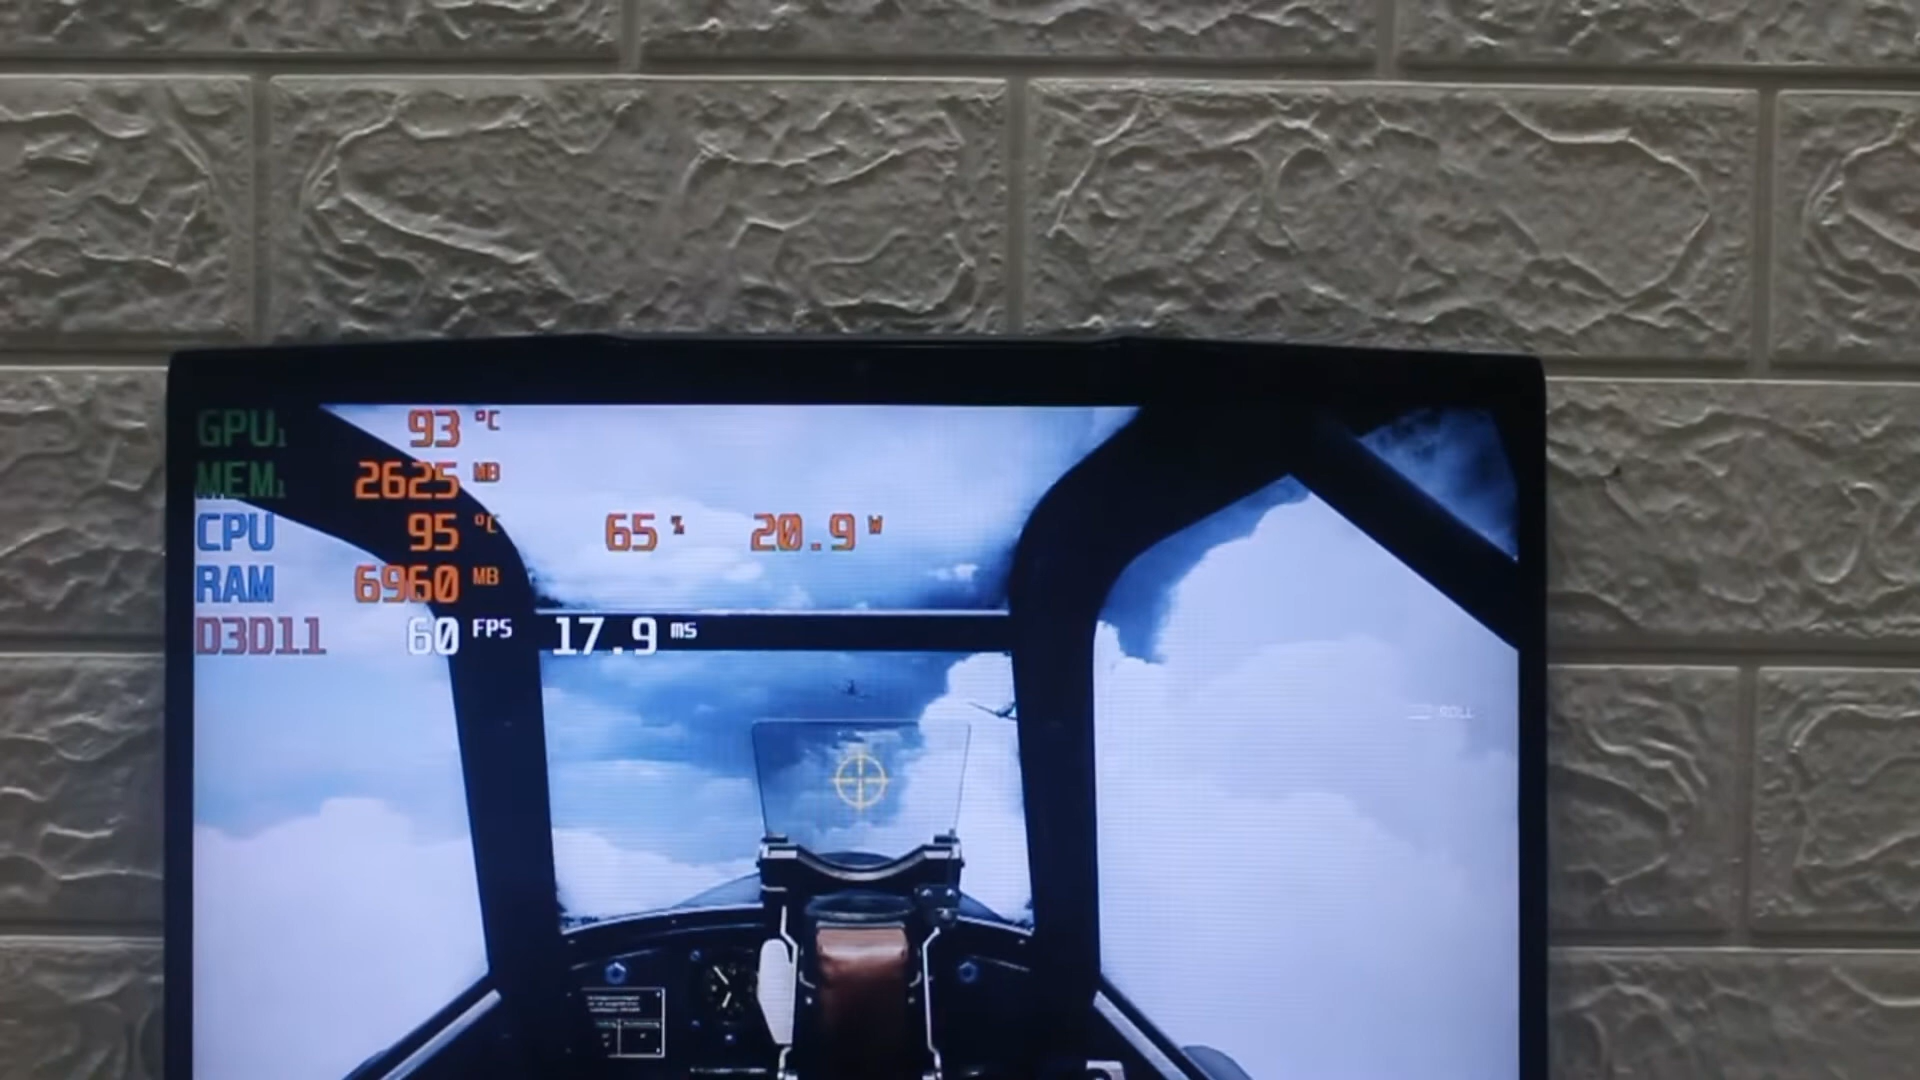 GPU1 93 °C
MEM1 2625 MB
CPU 95 °C 65 % 20.9 W
RAM 6960 MB
D3D11 60 FPS 17.9 ms
ROLL